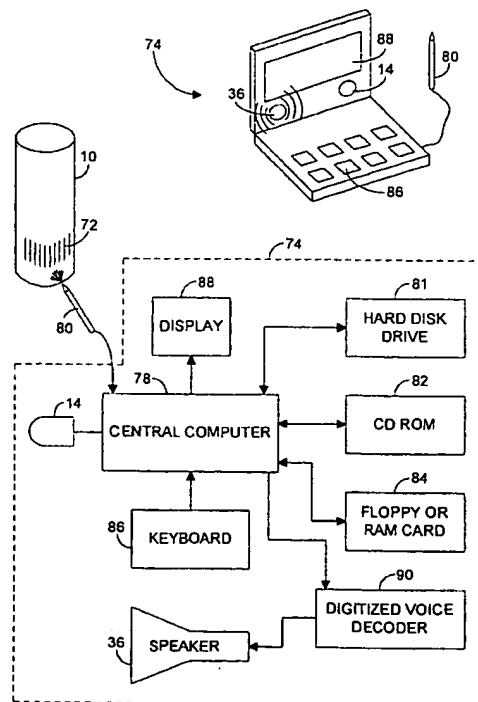 74
88
80
14
36
86
10
72
80
74
88
DISPLAY
81
HARD DISK
DRIVE
78
14
CENTRAL COMPUTER
82
CD ROM
84
FLOPPY OR
RAM CARD
86
KEYBOARD
90
DIGITIZED VOICE
DECODER
36
SPEAKER